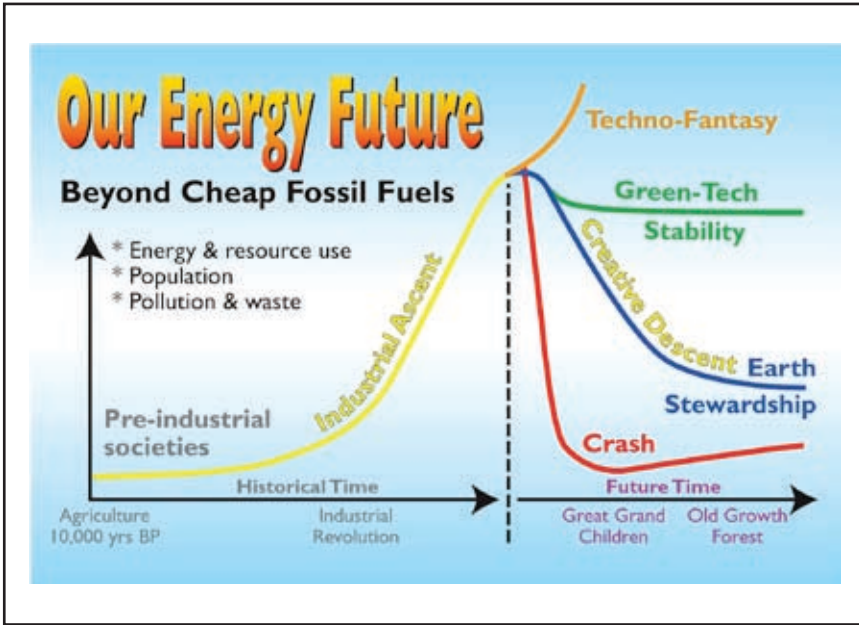 Our Energy Future
Beyond Cheap Fossil Fuels
* Energy & resource use
* Population
* Pollution & waste
Pre-industrial
societies
Industrial Ascent
Techno-Fantasy
Green-Tech
Stability
Creative Descent
Earth
Stewardship
Crash
Historical Time
Future Time
Agriculture
10,000 yrs BP
Industrial
Revolution
Great Grand
Children
Old Growth
Forest